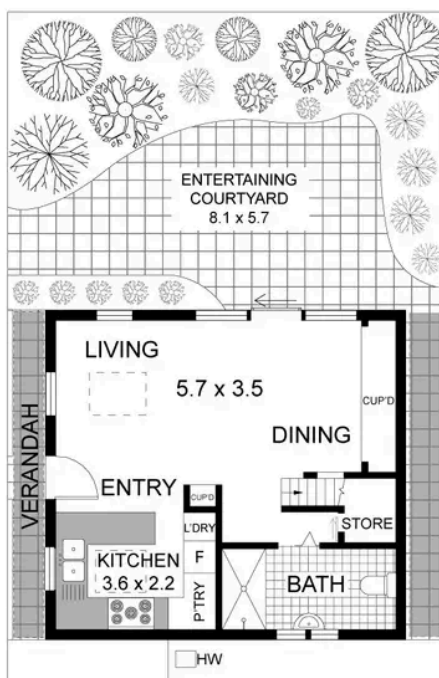 ENTERTAINING
COURTYARD
8.1 x 5.7
LIVING
5.7 x 3.5
CUP'D
DINING
VERANDAH
ENTRY
CUP'D
STORE
L'DRY
KITCHEN
3.6 x 2.2
F
P'TRY
BATH
HW